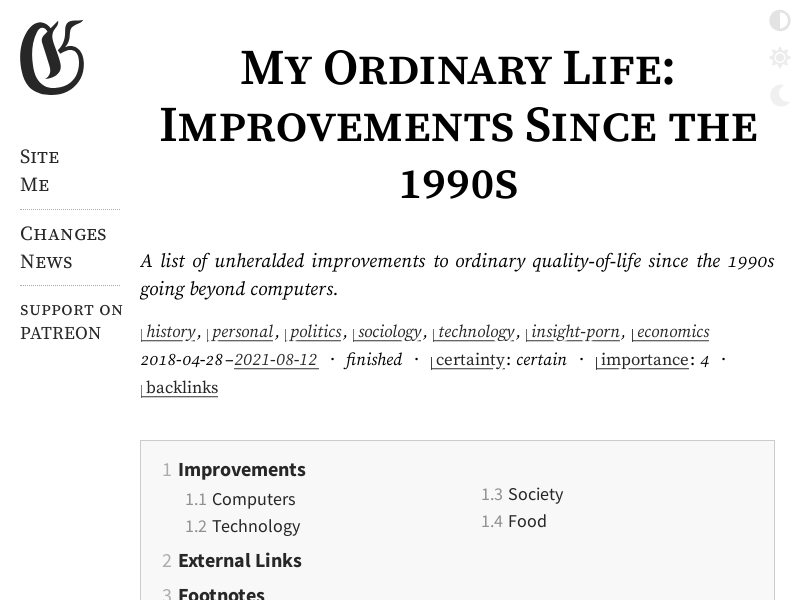 G
SITE
ME
CHANGES
NEWS
SUPPORT ON
PATREON
MY ORDINARY LIFE:
IMPROVEMENTS SINCE THE
1990S
A list of unheralded improvements to ordinary quality-of-life since the 1990s
going beyond computers.
history, personal, politics, sociology, technology, insight-porn, economics
2018-04-28–2021-08-12 · finished · certainty: certain · importance: 4 ·
backlinks
1 Improvements
1.1 Computers
1.2 Technology
1.3 Society
1.4 Food
2 External Links
3 Footnotes